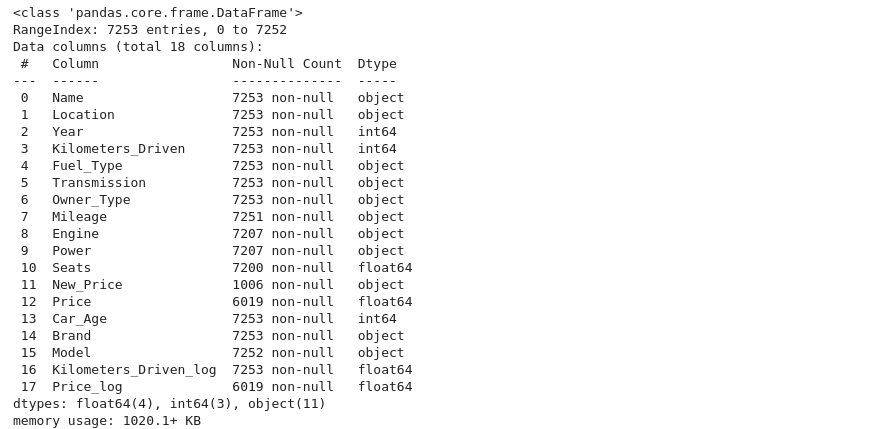 <class 'pandas.core.frame.DataFrame'>
RangeIndex: 7253 entries, 0 to 7252
Data columns (total 18 columns):
 #   Column               Non-Null Count  Dtype
---  ------               --------------  -----
 0   Name                 7253 non-null   object
 1   Location             7253 non-null   object
 2   Year                 7253 non-null   int64
 3   Kilometers_Driven    7253 non-null   int64
 4   Fuel_Type            7253 non-null   object
 5   Transmission         7253 non-null   object
 6   Owner_Type           7253 non-null   object
 7   Mileage              7251 non-null   object
 8   Engine               7207 non-null   object
 9   Power                7207 non-null   object
 10  Seats                7200 non-null   float64
 11  New_Price            1006 non-null   object
 12  Price                6019 non-null   float64
 13  Car_Age              7253 non-null   int64
 14  Brand                7253 non-null   object
 15  Model                7252 non-null   object
 16  Kilometers_Driven_log  7253 non-null   float64
 17  Price_log            6019 non-null   float64
dtypes: float64(4), int64(3), object(11)
memory usage: 1020.1+ KB